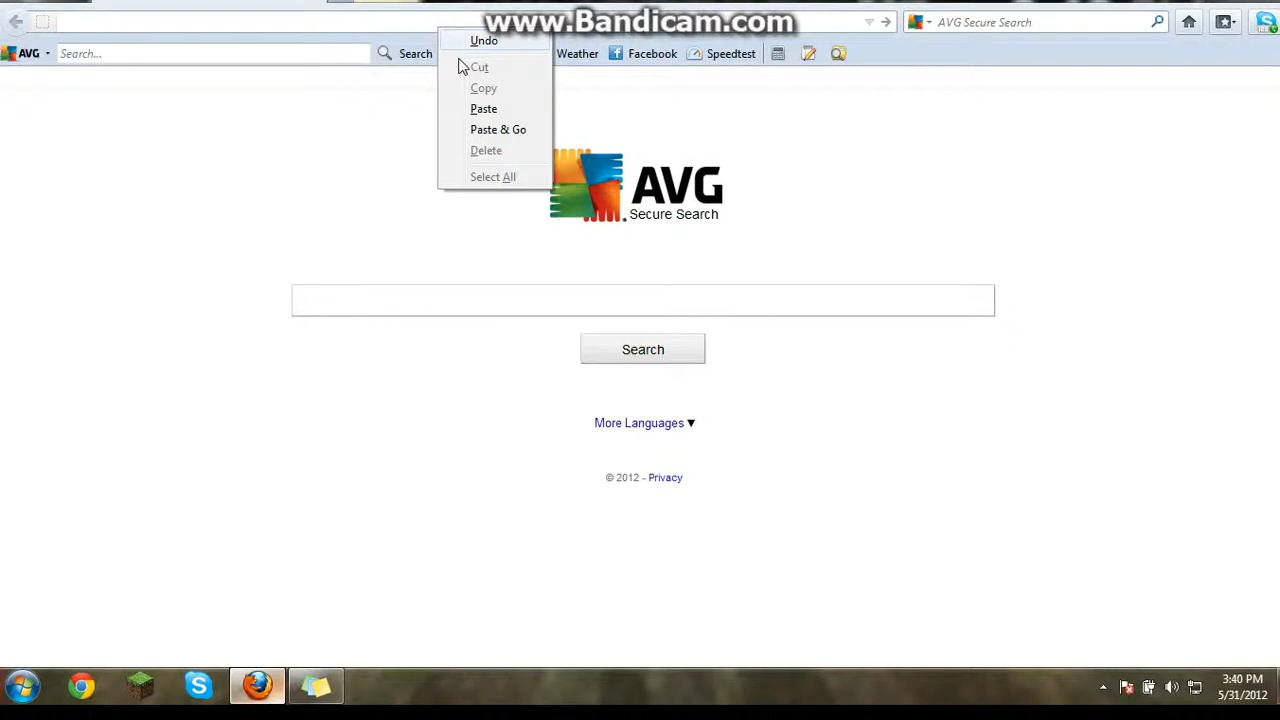 www.Bandicam.com
AVG Secure Search
AVG Search... Search Weather Facebook Speedtest
Undo
Cut
Copy
Paste
Paste & Go
Delete
Select All
AVG
Secure Search
Search
More Languages ▼
© 2012 - Privacy
3:40 PM
5/31/2012